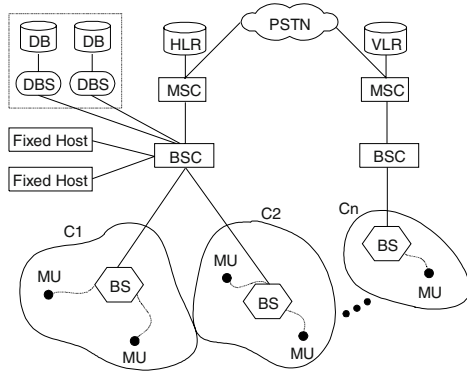 DB DB HLR PSTN VLR
DBS DBS MSC MSC
Fixed Host
BSC BSC
Fixed Host
C1 C2 Cn
BS
MU MU
BS MU BS MU
MU MU